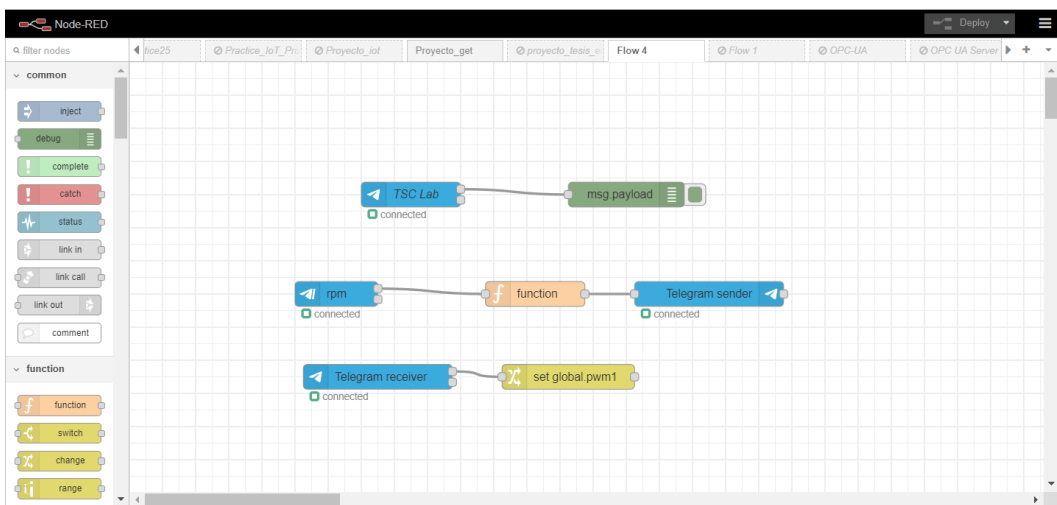 Node-RED
Deploy
filter nodes
tice25
Practice_IoT_Pro
Proyecto_iot
Proyecto_get
proyecto_tesis_e
Flow 4
Flow 1
OPC-UA
OPC UA Server
common
inject
debug
complete
catch
status
link in
link call
link out
comment
function
function
switch
change
range
TSC Lab
connected
msg.payload
rpm
connected
function
Telegram sender
connected
Telegram receiver
connected
set global.pwm1